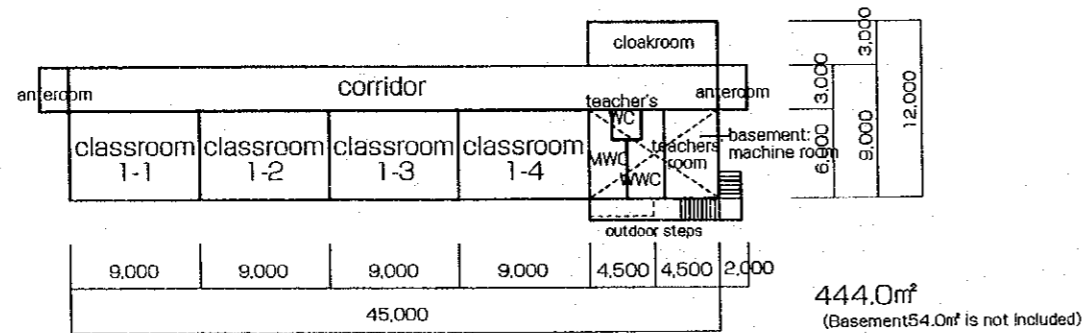 cloakroom
3,000
anteroom
corridor
anteroom
3,000
12,000
teacher's
WC
classroom
1-1
classroom
1-2
classroom
1-3
classroom
1-4
MWC
WWC
teachers'
room
basement:
machine room
6,000
9,000
outdoor steps
9,000
9,000
9,000
9,000
4,500
4,500
2,000
45,000
444.0㎡
(Basement54.0㎡ is not included)